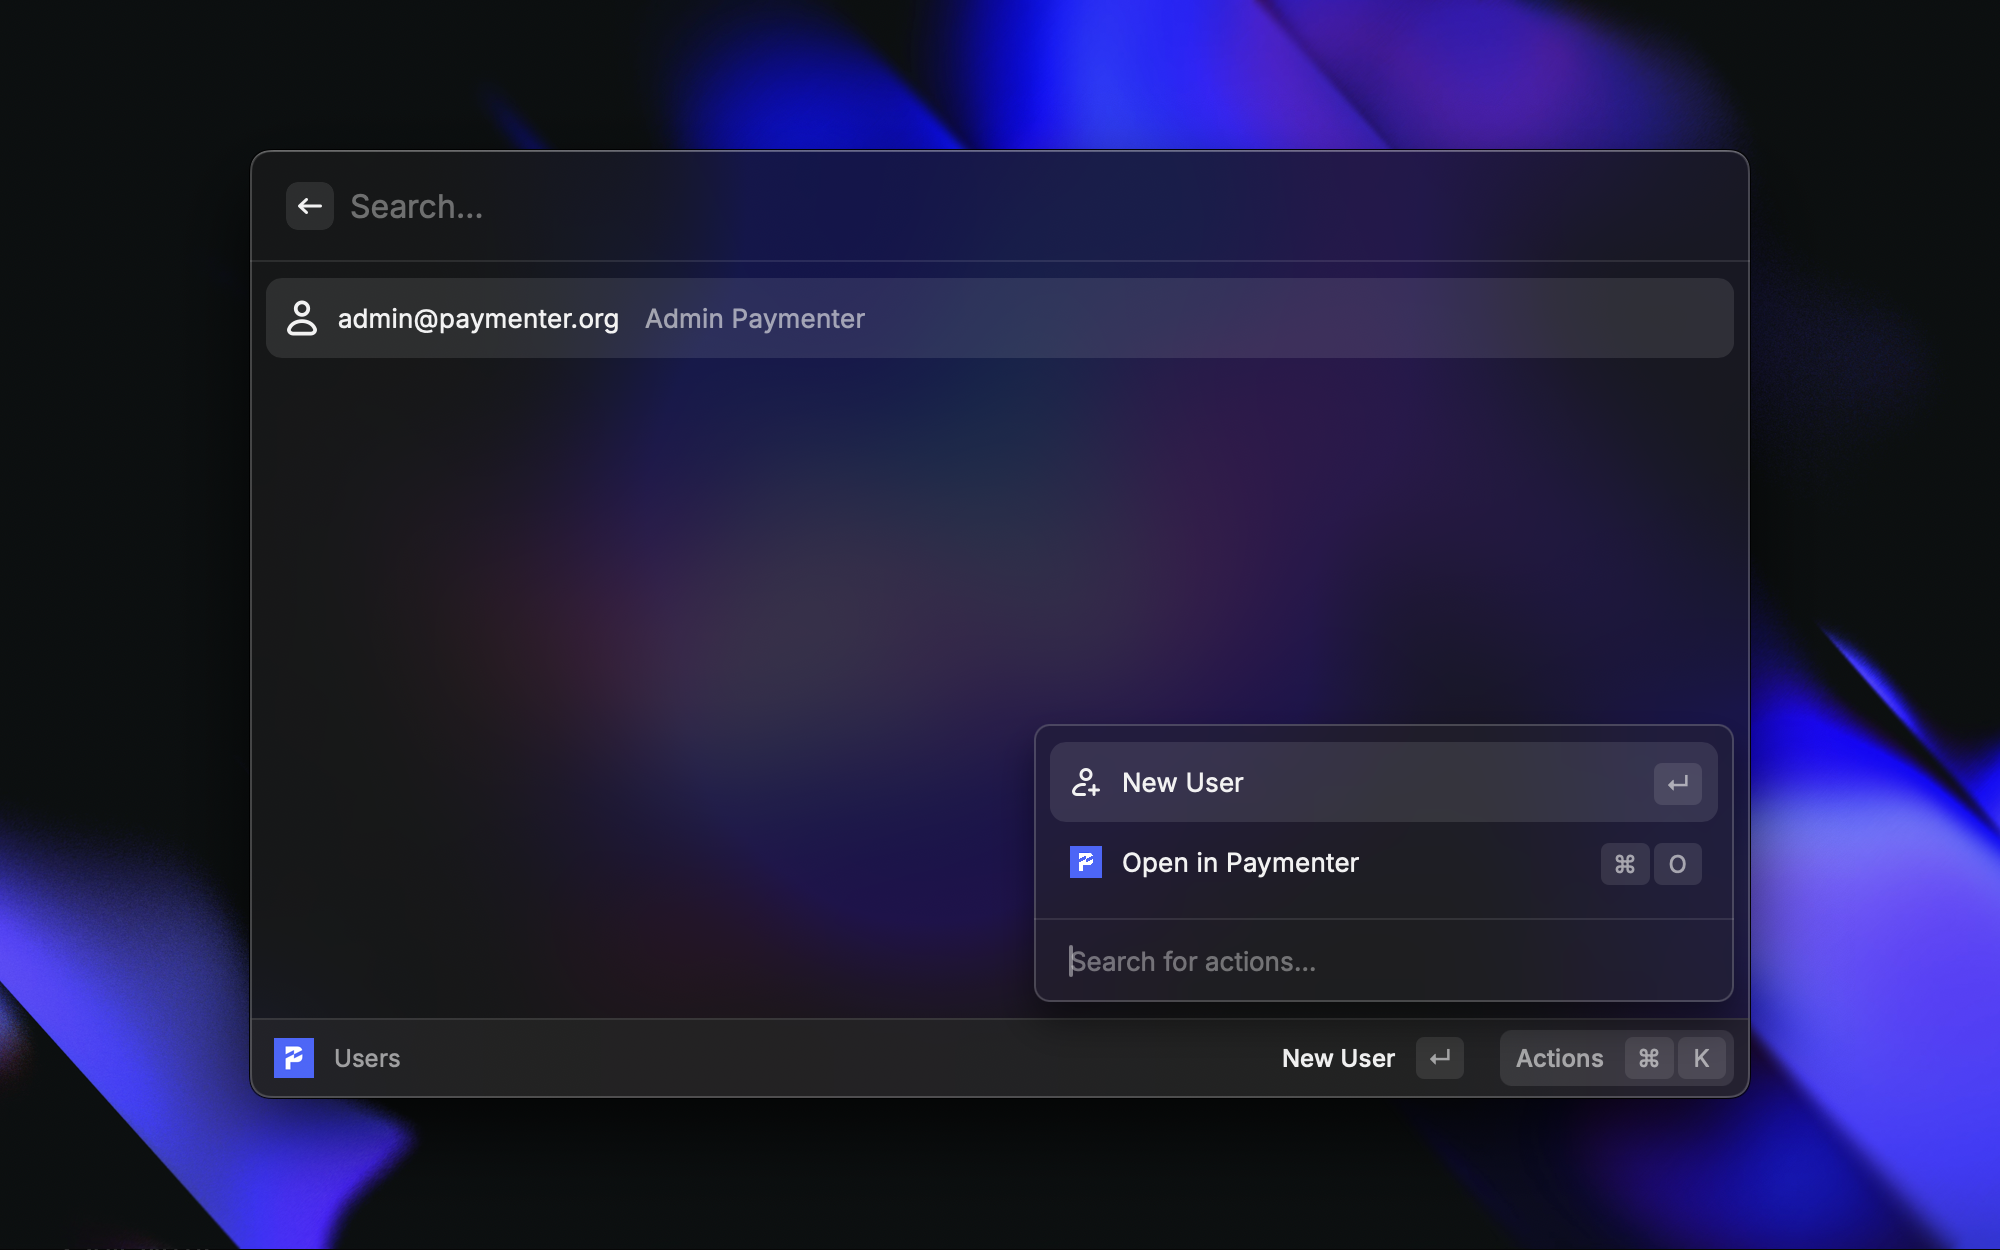 Search...
admin@paymenter.org Admin Paymenter
New User
Open in Paymenter ⌘ O
Search for actions...
Users New User Actions ⌘ K